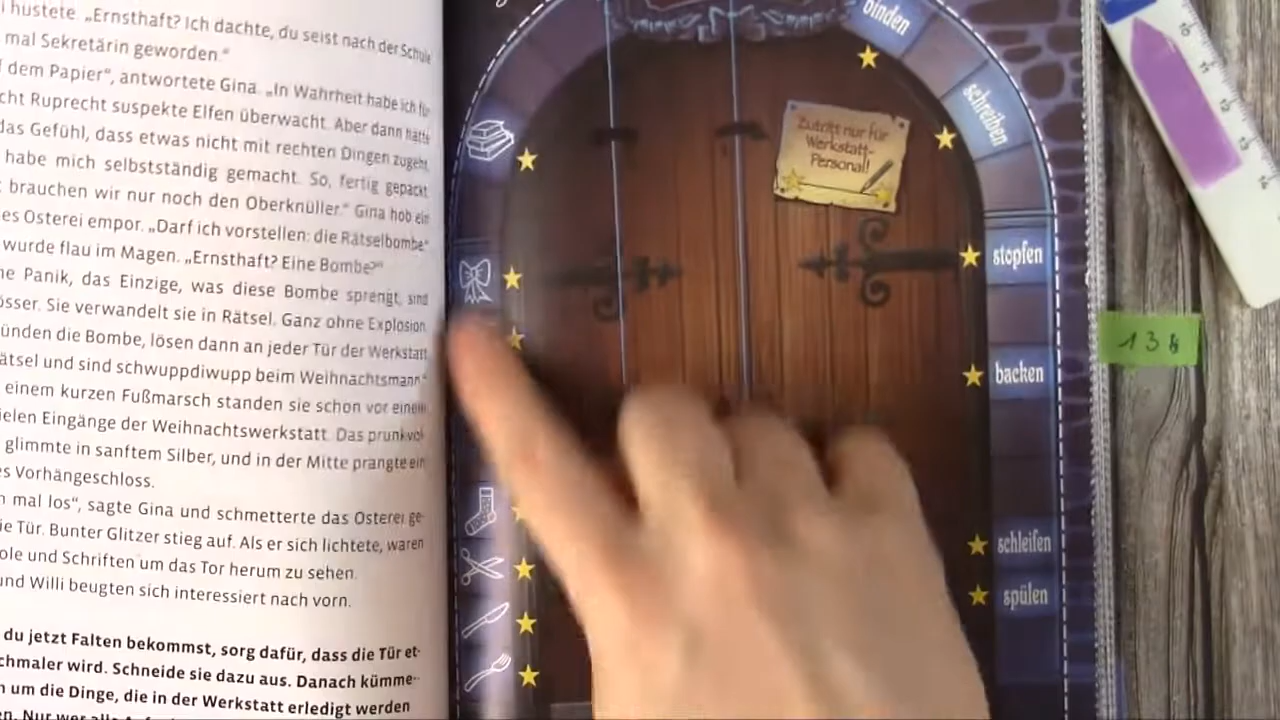 hustete. „Ernsthaft? Ich dachte, du seist nach der Schule
mal Sekretärin geworden.“
dem Papier“, antwortete Gina. „In Wahrheit habe ich für
cht Ruprecht suspekte Elfen überwacht. Aber dann hatte
das Gefühl, dass etwas nicht mit rechten Dingen zugeht,
habe mich selbstständig gemacht. So, fertig gepackt.
brauchen wir nur noch den Oberknüller.“ Gina hob ein
es Osterei empor. „Darf ich vorstellen: die Rätselbombe“
wurde flau im Magen. „Ernsthaft? Eine Bombe?“
ne Panik, das Einzige, was diese Bombe sprengt, sind
össer. Sie verwandelt sie in Rätsel. Ganz ohne Explosion.
ünden die Bombe, lösen dann an jeder Tür der Werkstatt
ätsel und sind schwuppdiwupp beim Weihnachtsmann“
einem kurzen Fußmarsch standen sie schon vor einem
ielen Eingänge der Weihnachtswerkstatt. Das prunkvol-
glimmte in sanftem Silber, und in der Mitte prangte ein
es Vorhängeschloss.
n mal los“, sagte Gina und schmetterte das Osterei ge-
ie Tür. Bunter Glitzer stieg auf. Als er sich lichtete, waren
ole und Schriften um das Tor herum zu sehen.
und Willi beugten sich interessiert nach vorn.
du jetzt Falten bekommst, sorg dafür, dass die Tür et-
chmaler wird. Schneide sie dazu aus. Danach kümme-
n um die Dinge, die in der Werkstatt erledigt werden
en. Nur wer alle
binden
schreiben
Zutritt nur für
Werkstatt-
Personal!
stopfen
backen
schleifen
spülen
13